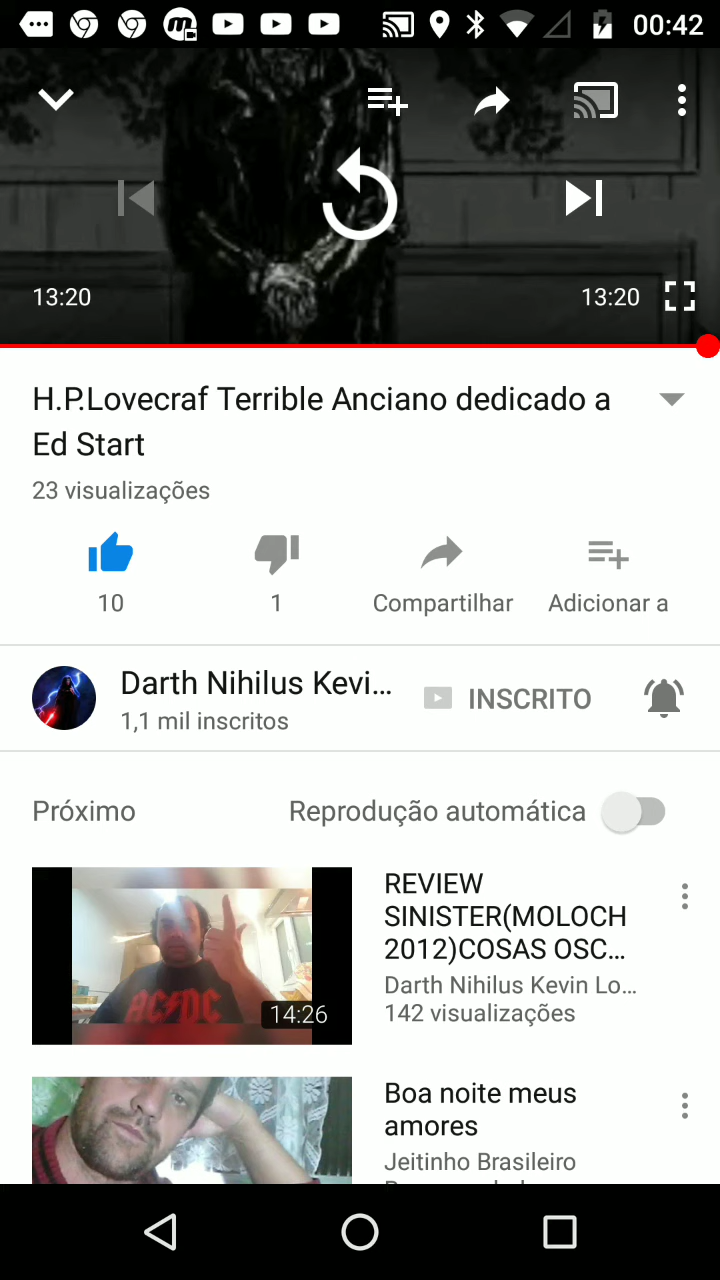 00:42
13:20
13:20
H.P.Lovecraf Terrible Anciano dedicado a
Ed Start
23 visualizações
10
1
Compartilhar
Adicionar a
Darth Nihilus Kevi...
1,1 mil inscritos
INSCRITO
Próximo
Reprodução automática
REVIEW
SINISTER(MOLOCH
2012)COSAS OSC...
Darth Nihilus Kevin Lo...
142 visualizações
AC/DC
14:26
Boa noite meus
amores
Jeitinho Brasileiro